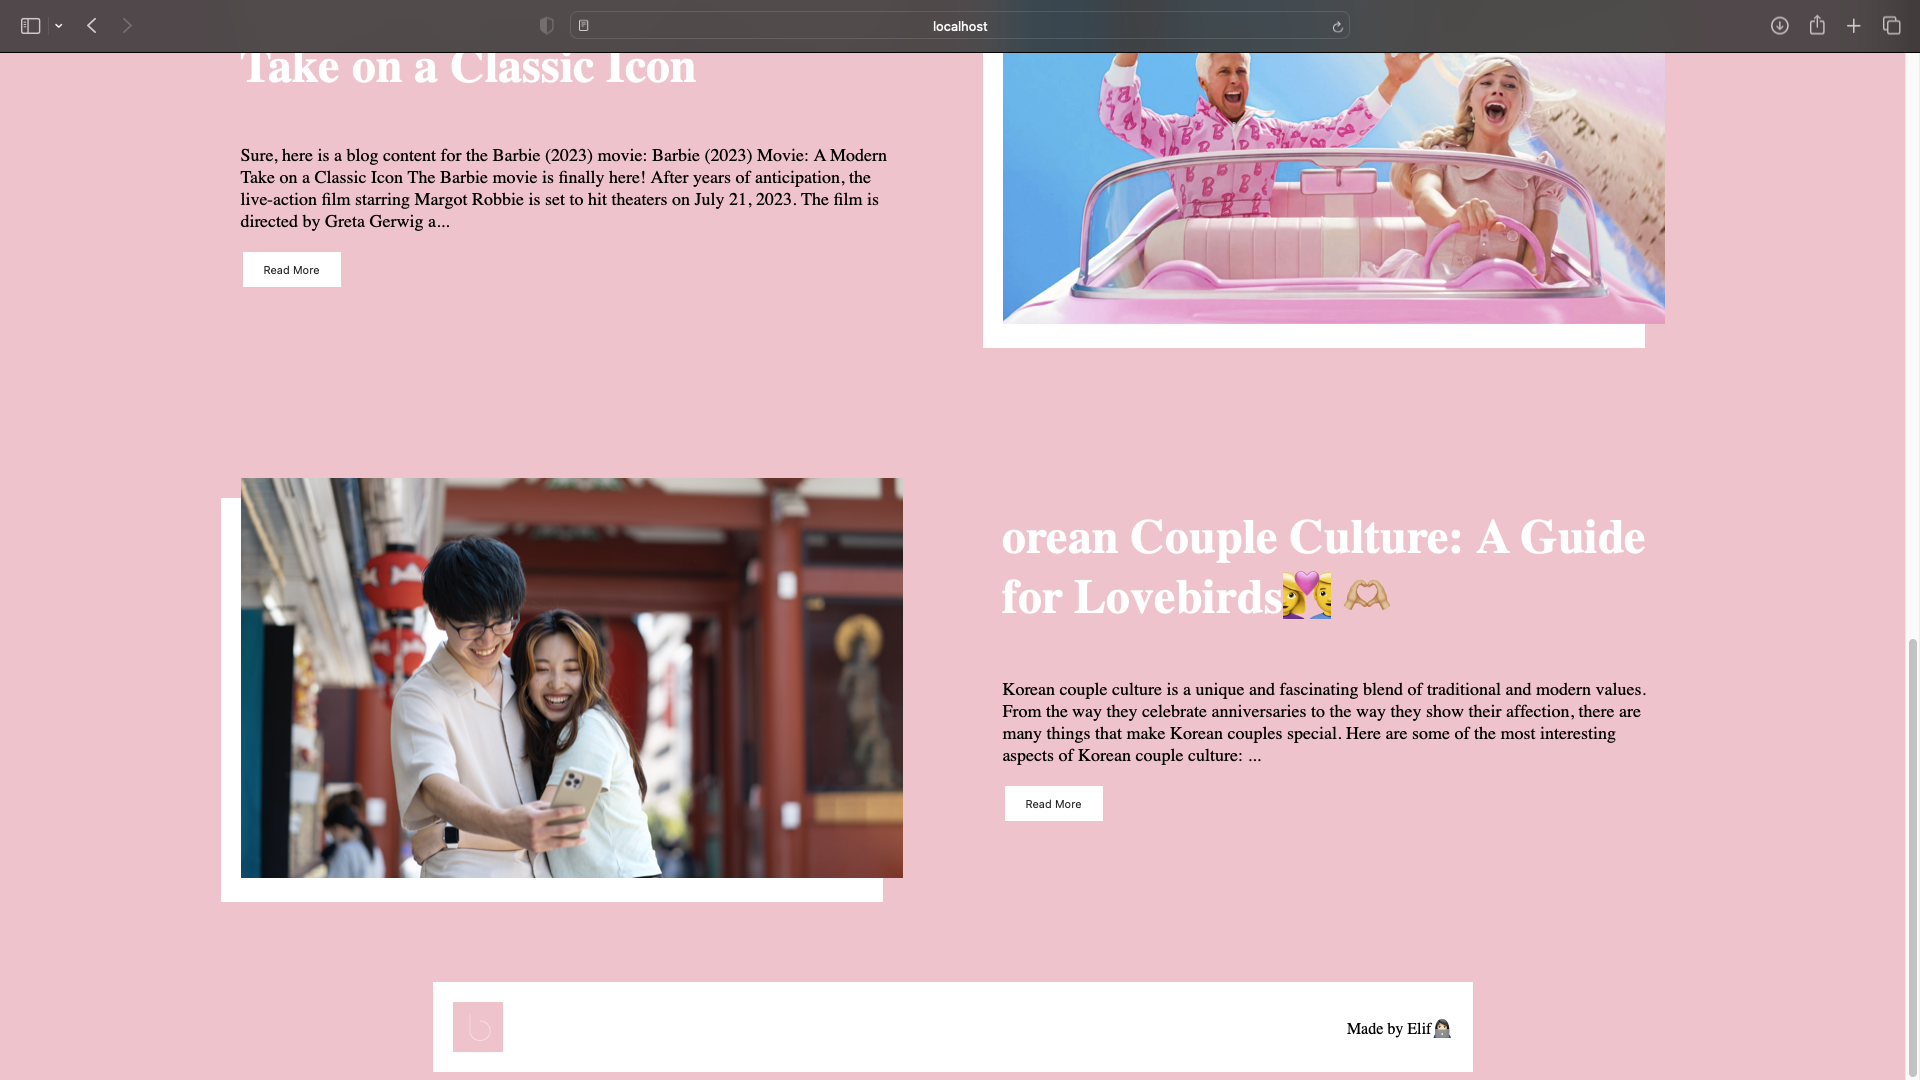 localhost
Take on a Classic Icon
Sure, here is a blog content for the Barbie (2023) movie: Barbie (2023) Movie: A Modern
Take on a Classic Icon The Barbie movie is finally here! After years of anticipation, the
live-action film starring Margot Robbie is set to hit theaters on July 21, 2023. The film is
directed by Greta Gerwig a...
Read More
orean Couple Culture: A Guide
for Lovebirds👩‍❤️‍👨 🫶🏼
Korean couple culture is a unique and fascinating blend of traditional and modern values.
From the way they celebrate anniversaries to the way they show their affection, there are
many things that make Korean couples special. Here are some of the most interesting
aspects of Korean couple culture: ...
Read More
b
Made by Elif👩🏻‍💻